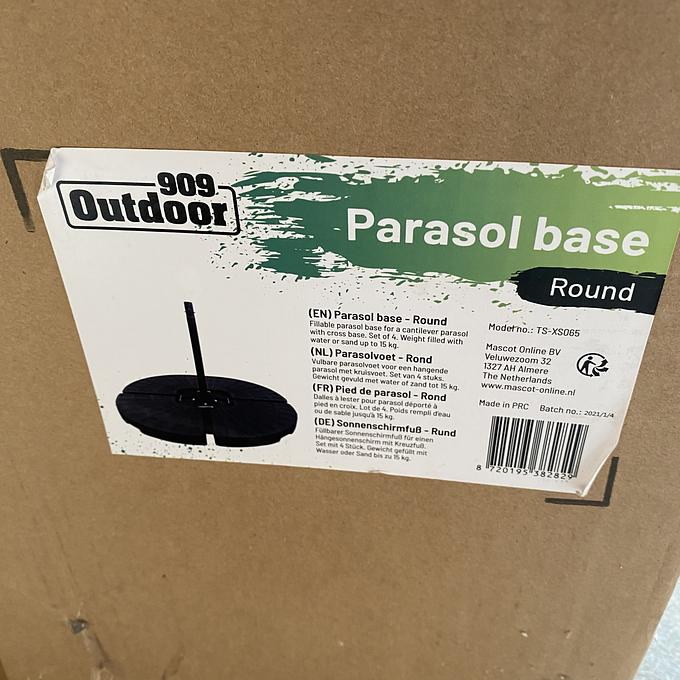 909
Outdoor
Parasol base
Round
(EN) Parasol base - Round
Fillable parasol base for a cantilever parasol
with cross base. Set of 4. Weight filled with
water or sand up to 15 kg.
(NL) Parasolvoet - Rond
Vulbare parasolvoet voor een hangende
parasol met kruisvoet. Set van 4 stuks.
Gewicht gevuld met water of zand tot 15 kg.
(FR) Pied de parasol - Rond
Dalles à lester pour parasol déporté à
pied en croix. Lot de 4. Poids rempli d'eau
ou de sable jusqu'à 15 kg.
(DE) Sonnenschirmfuß - Rund
Füllbarer Sonnenschirmfuß für einen
Hängesonnenschirm mit Kreuzfuß.
Set mit 4 Stück. Gewicht gefüllt mit
Wasser oder Sand bis zu 15 kg.
Model no.: TS-XS065
Mascot Online BV
Veluwezoom 32
1327 AH Almere
The Netherlands
www.mascot-online.nl
Made in PRC Batch no.: 2021/1/4
8 720195 382829